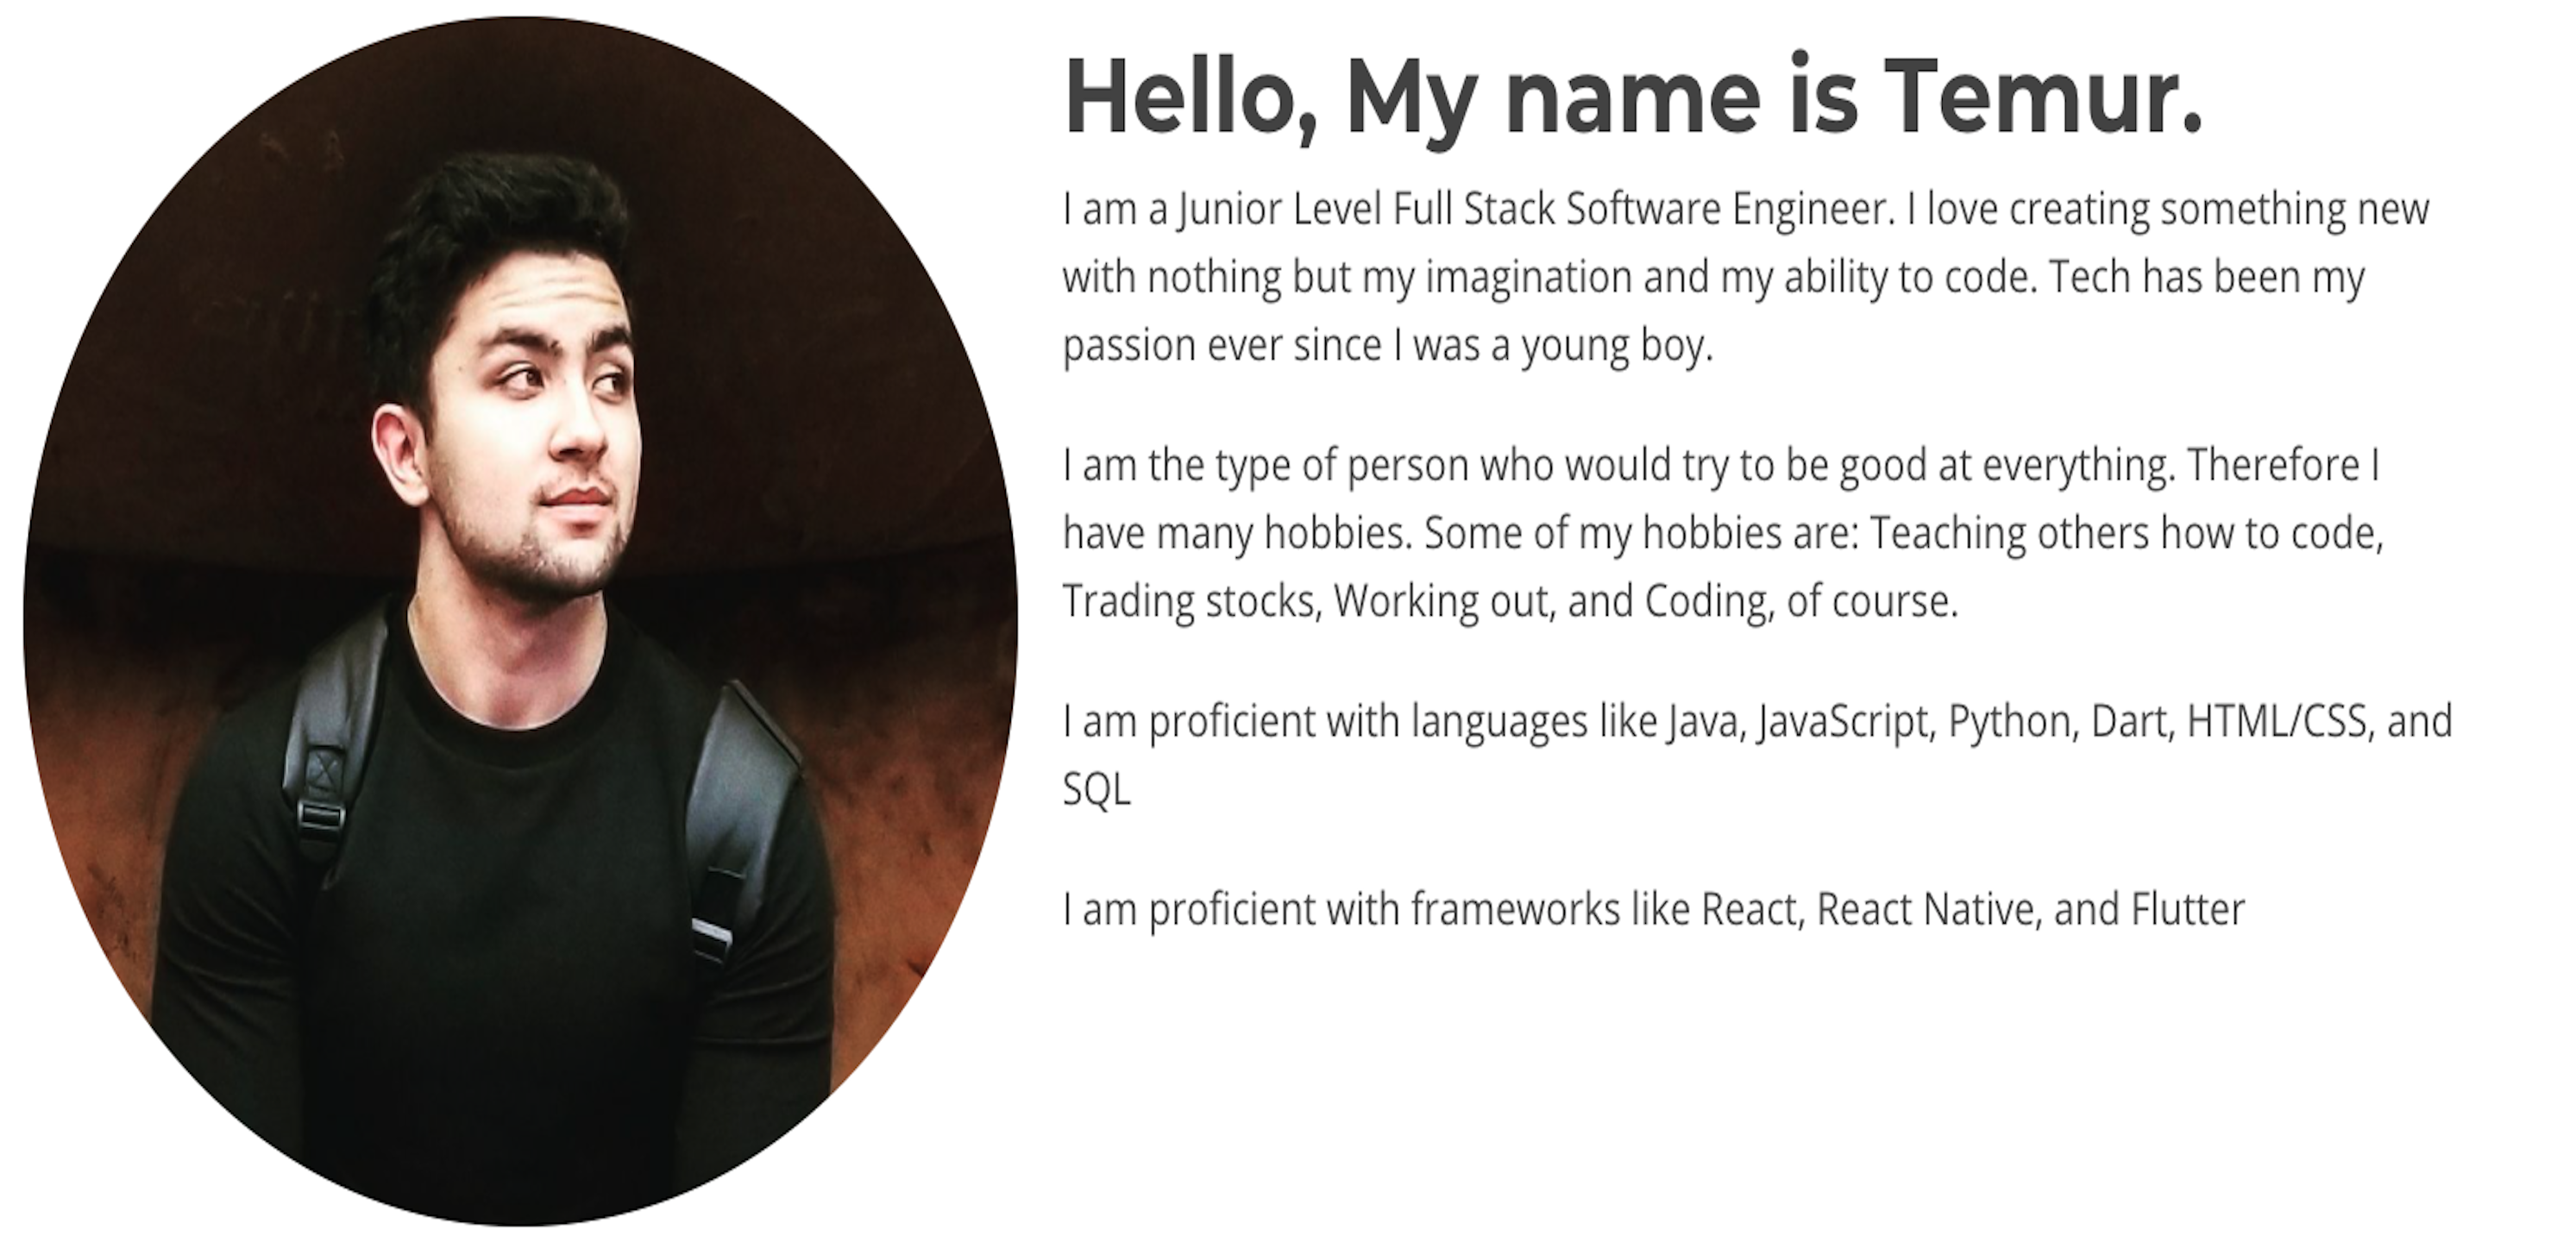 Hello, My name is Temur.
I am a Junior Level Full Stack Software Engineer. I love creating something new
with nothing but my imagination and my ability to code. Tech has been my
passion ever since I was a young boy.
I am the type of person who would try to be good at everything. Therefore I
have many hobbies. Some of my hobbies are: Teaching others how to code,
Trading stocks, Working out, and Coding, of course.
I am proficient with languages like Java, JavaScript, Python, Dart, HTML/CSS, and
SQL
I am proficient with frameworks like React, React Native, and Flutter